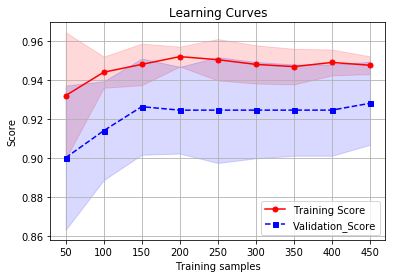 Learning Curves
0.96
0.94
0.92
0.90
0.88
0.86
Score
50 100 150 200 250 300 350 400 450
Training samples
Training Score
Validation_Score